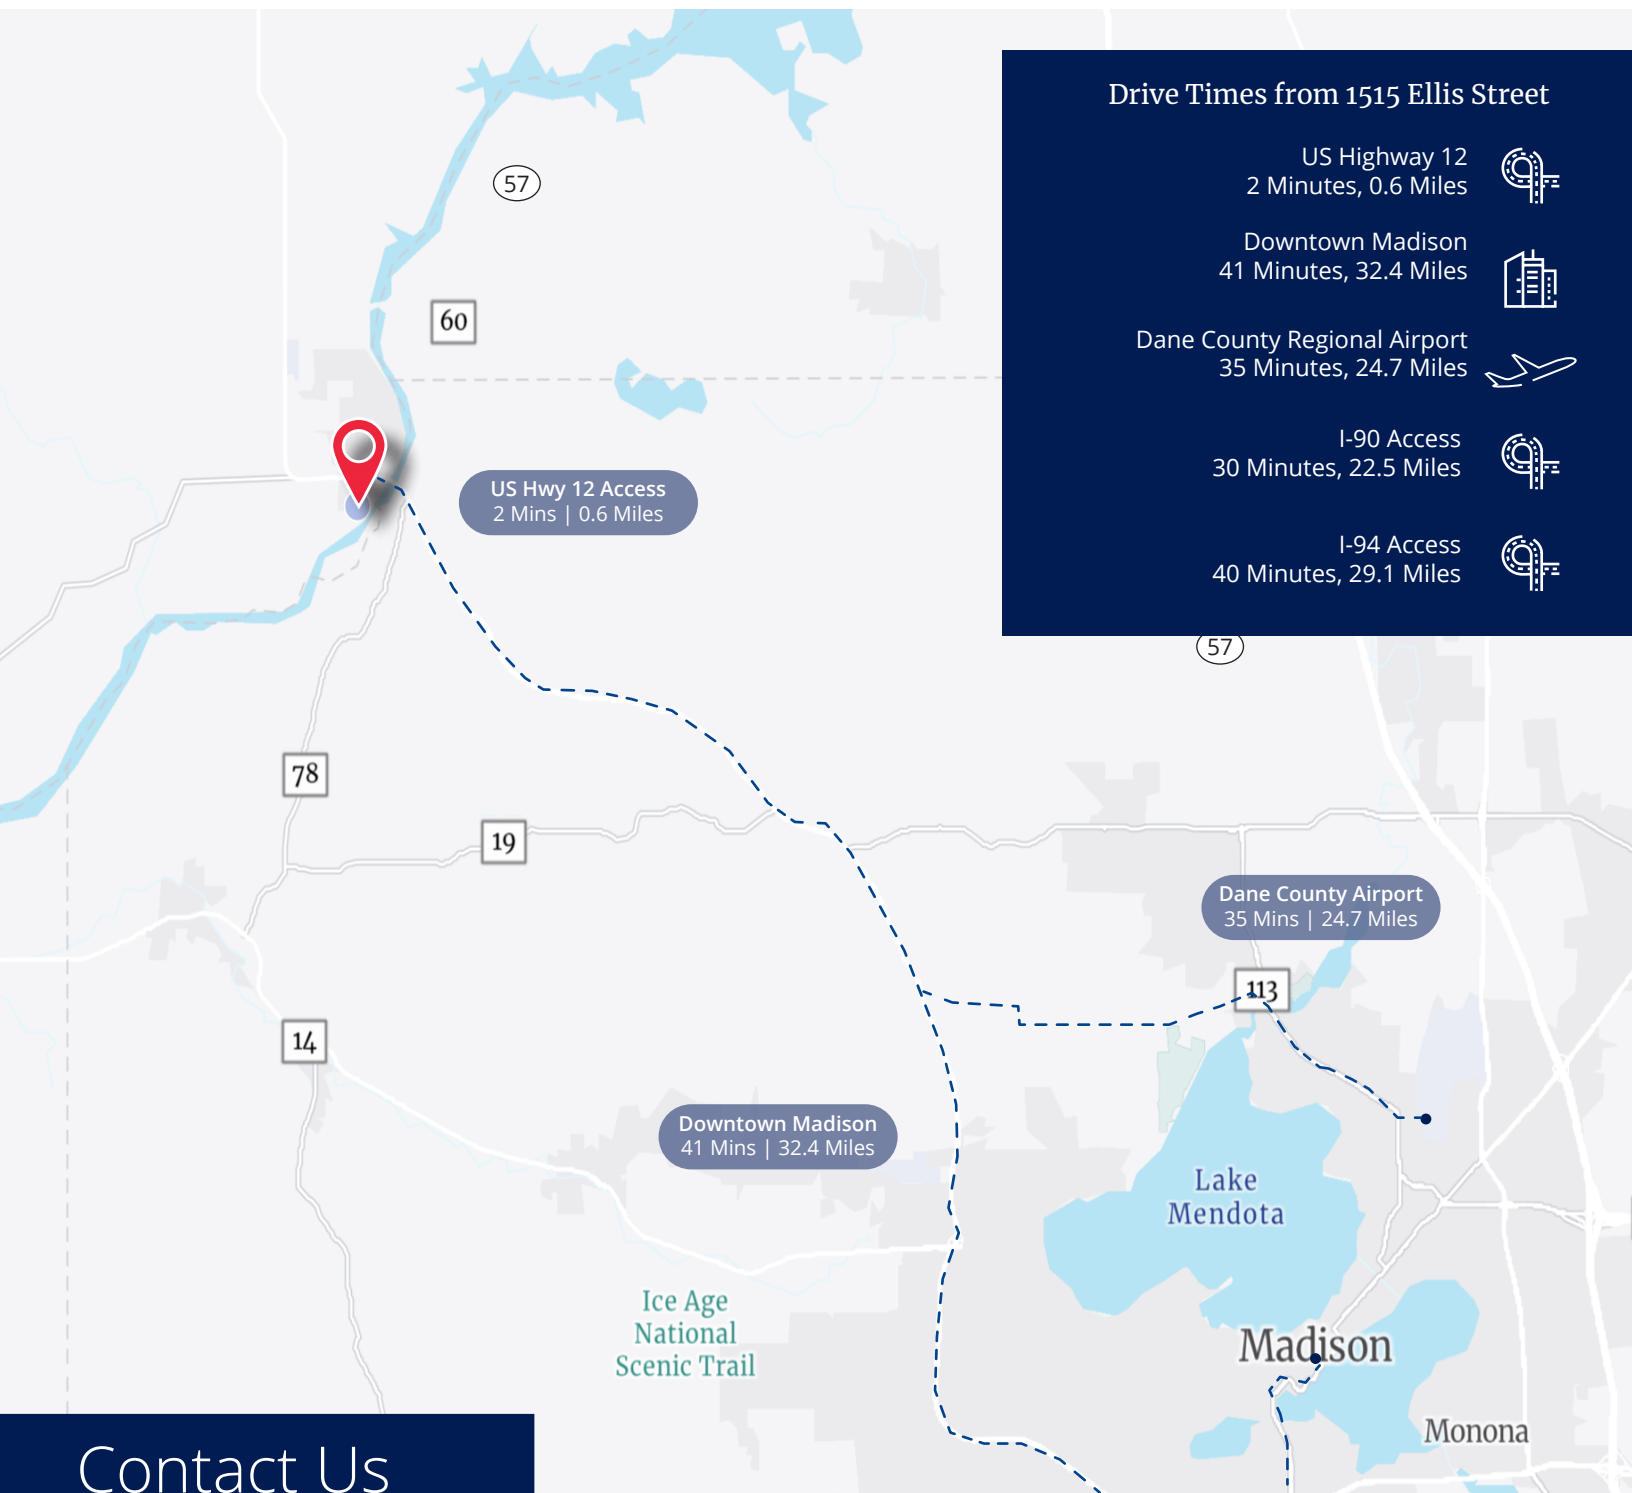 Drive Times from 1515 Ellis Street
US Highway 12
2 Minutes, 0.6 Miles
Downtown Madison
41 Minutes, 32.4 Miles
Dane County Regional Airport
35 Minutes, 24.7 Miles
I-90 Access
30 Minutes, 22.5 Miles
I-94 Access
40 Minutes, 29.1 Miles
57
60
US Hwy 12 Access
2 Mins | 0.6 Miles
57
78
19
Dane County Airport
35 Mins | 24.7 Miles
113
14
Downtown Madison
41 Mins | 32.4 Miles
Lake
Mendota
Ice Age
National
Scenic Trail
Madison
Monona
Contact Us